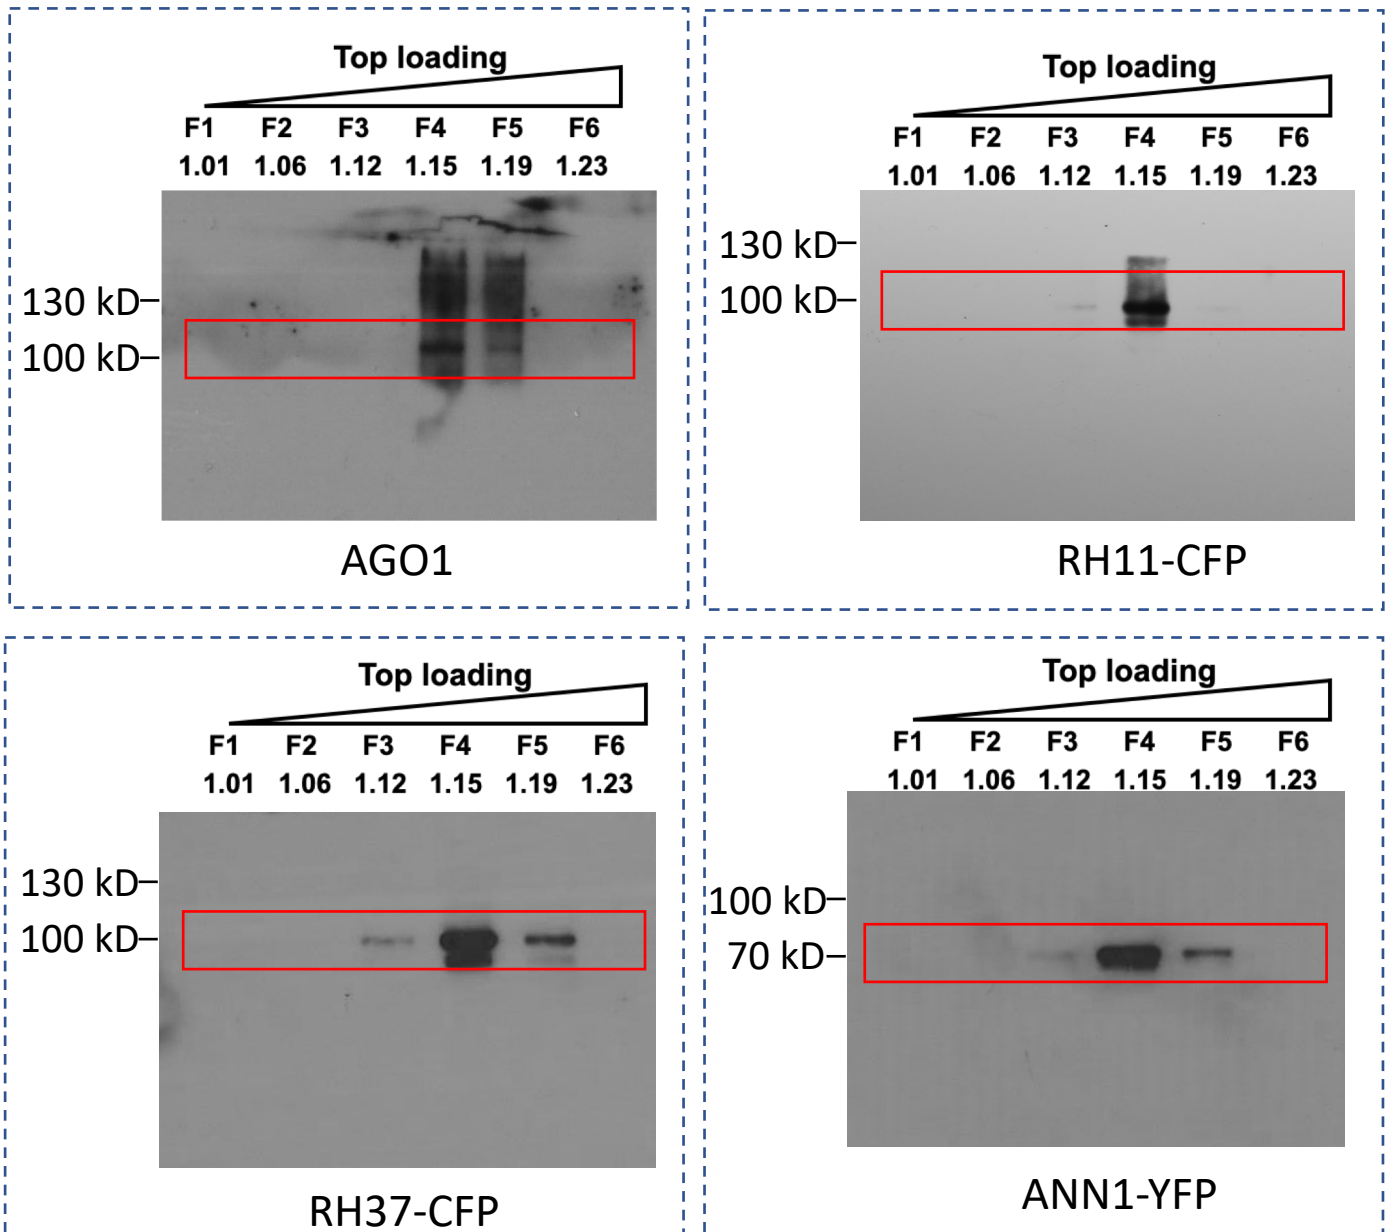 Top loading
F1 F2 F3 F4 F5 F6
1.01 1.06 1.12 1.15 1.19 1.23
130 kD
100 kD
AGO1
Top loading
F1 F2 F3 F4 F5 F6
1.01 1.06 1.12 1.15 1.19 1.23
130 kD
100 kD
RH11-CFP
Top loading
F1 F2 F3 F4 F5 F6
1.01 1.06 1.12 1.15 1.19 1.23
130 kD
100 kD
RH37-CFP
Top loading
F1 F2 F3 F4 F5 F6
1.01 1.06 1.12 1.15 1.19 1.23
100 kD
70 kD
ANN1-YFP